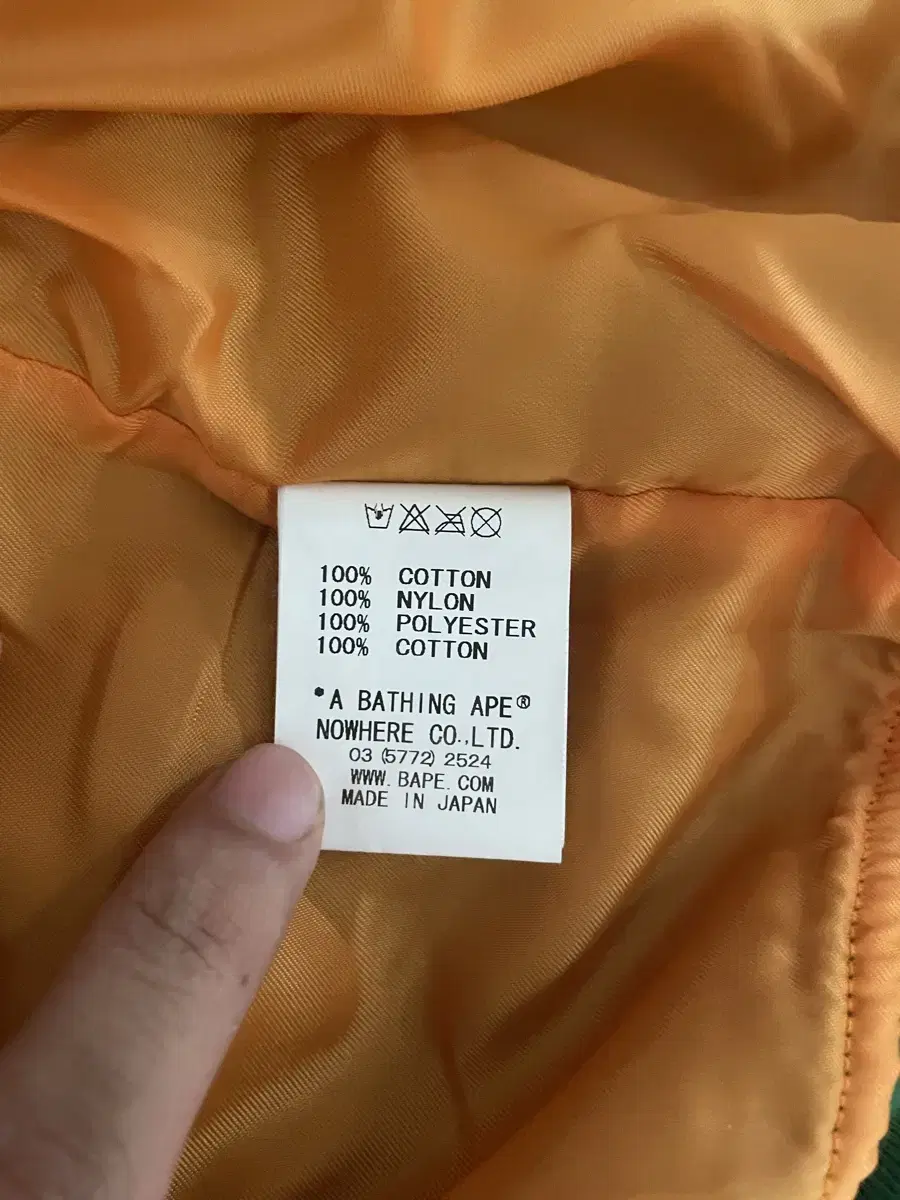 100% COTTON
100% NYLON
100% POLYESTER
100% COTTON
•A BATHING APE®
NOWHERE CO.,LTD.
03 (5772) 2524
WWW. BAPE. COM
MADE IN JAPAN